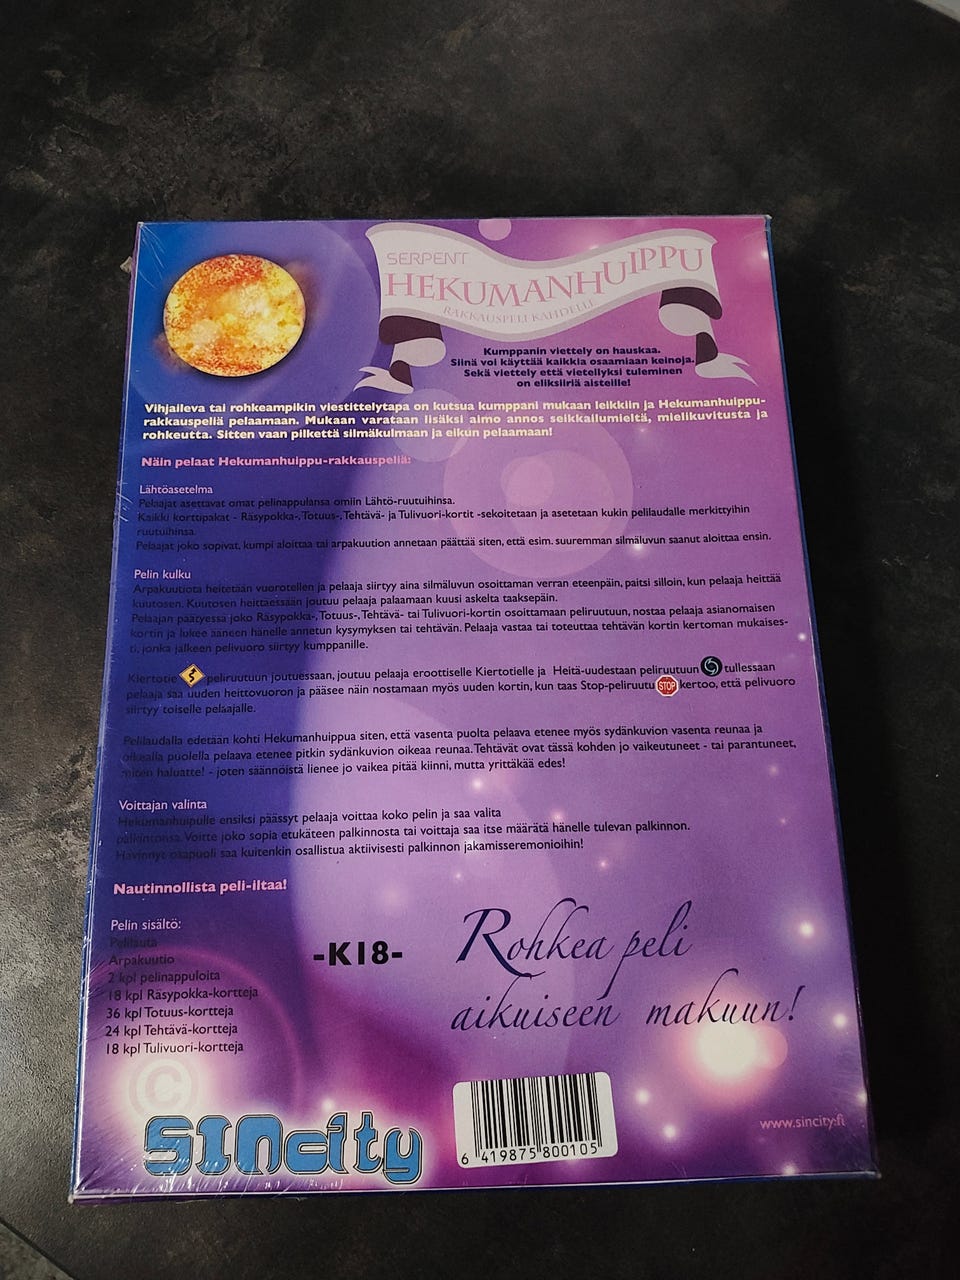 SERPENT
HEKUMANHUIPPU
RAKKAUSPELI KAHDELLE
Kumppanin viettely on hauskaa.
Siinä voi käyttää kaikkia osaamiaan keinoja.
Sekä viettely että vietellyksi tuleminen
on eliksiiriä aisteille!
Vihjaileva tai rohkeampikin viestittelytapa on kutsua kumppani mukaan leikkiin ja Hekumanhuippu-
rakkauspeliä pelaamaan. Mukaan varataan lisäksi aimo annos seikkailumieltä, mielikuvitusta ja
rohkeutta. Sitten vaan pilkettä silmäkulmaan ja eikun pelaamaan!
Näin pelaat Hekumanhuippu-rakkauspeliä:
Lähtöasetelma
Pelaajat asettavat omat pelinappulansa omiin Lähtö-ruutuihinsa.
Kaikki korttipakat - Räsypokka-, Totuus-, Tehtävä- ja Tulivuori-kortit -sekoitetaan ja asetetaan kukin pelilaudalle merkittyihin
ruutuihinsa.
Pelaajat joko sopivat, kumpi aloittaa tai arpakuution annetaan päättää siten, että esim. suuremman silmäluvun saanut aloittaa ensin.
Pelin kulku
Arpakuutiota heitetään vuorotellen ja pelaaja siirtyy aina silmäluvun osoittaman verran eteenpäin, paitsi silloin, kun pelaaja heittää
kuutosen. Kuutosen heittäessään joutuu pelaaja palaamaan kuusi askelta taaksepäin.
Pelaajan päätyessä joko Räsypokka-, Totuus-, Tehtävä- tai Tulivuori-kortin osoittamaan peliruutuun, nostaa pelaaja asianomaisen
kortin ja lukee ääneen hänelle annetun kysymyksen tai tehtävän. Pelaaja vastaa tai toteuttaa tehtävän kortin kertoman mukaises-
ti, jonka jälkeen pelivuoro siirtyy kumppanille.
Kiertotie peliruutuun joutuessaan, joutuu pelaaja eroottiselle Kiertotielle ja Heitä-uudestaan peliruutuun tullessaan
pelaaja saa uuden heittovuoron ja pääsee näin nostamaan myös uuden kortin, kun taas Stop-peliruutu STOP kertoo, että pelivuoro
siirtyy toiselle pelaajalle.
Pelilaudalla edetään kohti Hekumanhuippua siten, että vasenta puolta pelaava etenee myös sydänkuvion vasenta reunaa ja
oikealla puolella pelaava etenee pitkin sydänkuvion oikeaa reunaa. Tehtävät ovat tässä kohden jo vaikeutuneet - tai parantuneet,
miten haluatte! - joten säännöistä lienee jo vaikea pitää kiinni, mutta yrittäkää edes!
Voittajan valinta
Hekumanhuipulle ensiksi päässyt pelaaja voittaa koko pelin ja saa valita
palkintonsa. Voitte joko sopia etukäteen palkinnosta tai voittaja saa itse määrätä hänelle tulevan palkinnon.
Hävinnyt osapuoli saa kuitenkin osallistua aktiivisesti palkinnon jakamisseremonioihin!
Nautinnollista peli-iltaa!
Pelin sisältö:
Pelilauta
Arpakuutio
2 kpl pelinappuloita
18 kpl Räsypokka-kortteja
36 kpl Totuus-kortteja
24 kpl Tehtävä-kortteja
18 kpl Tulivuori-kortteja
-K18-
Rohkea peli
aikuiseen makuun!
©
SINcity
6 419875 800105
www.sincity.fi